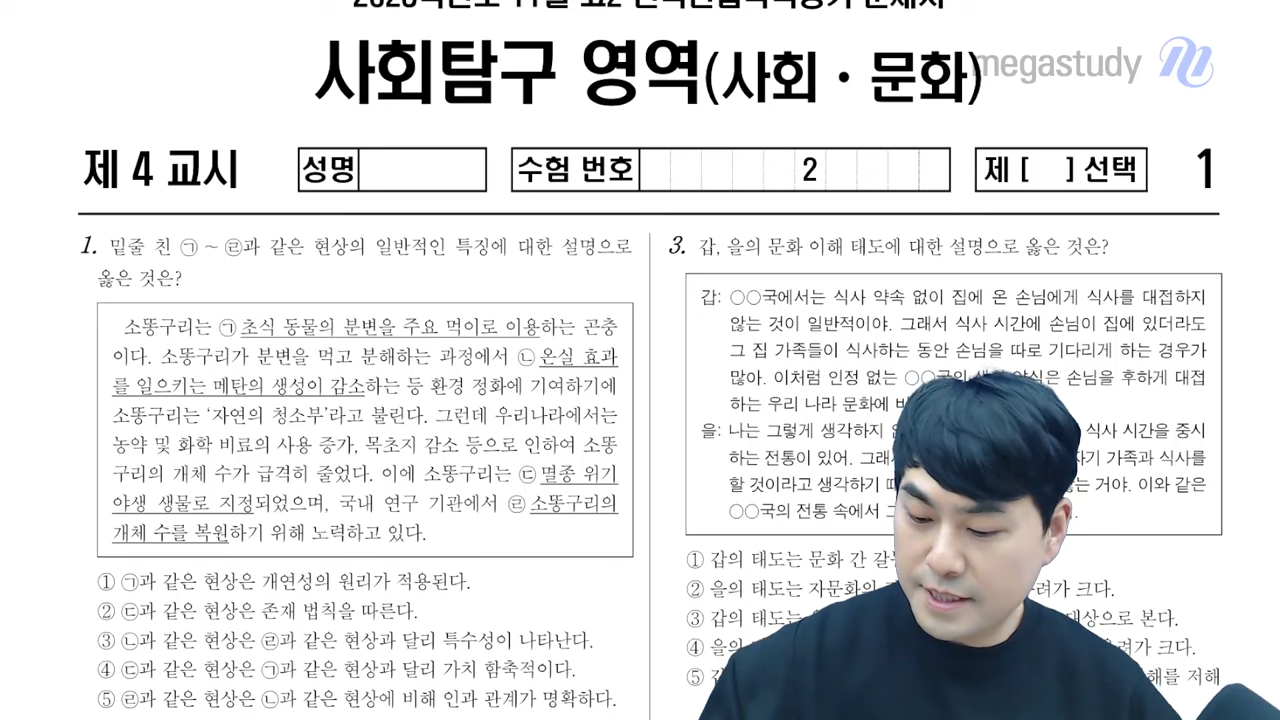 사회탐구 영역(사회・문화)
megastudy
제 4 교시
성명
수험 번호
2
제 [ ] 선택
1
1. 밑줄 친 ㉠ ~ ㉣과 같은 현상의 일반적인 특징에 대한 설명으로
옳은 것은?
소똥구리는 ㉠초식 동물의 분변을 주요 먹이로 이용하는 곤충
이다. 소똥구리가 분변을 먹고 분해하는 과정에서 ㉡온실 효과
를 일으키는 메탄의 생성이 감소하는 등 환경 정화에 기여하기에
소똥구리는 ‘자연의 청소부’라고 불린다. 그런데 우리나라에서는
농약 및 화학 비료의 사용 증가, 목초지 감소 등으로 인하여 소똥
구리의 개체 수가 급격히 줄었다. 이에 소똥구리는 ㉢멸종 위기
야생 생물로 지정되었으며, 국내 연구 기관에서 ㉣소똥구리의
개체 수를 복원하기 위해 노력하고 있다.
① ㉠과 같은 현상은 개연성의 원리가 적용된다.
② ㉢과 같은 현상은 존재 법칙을 따른다.
③ ㉡과 같은 현상은 ㉣과 같은 현상과 달리 특수성이 나타난다.
④ ㉢과 같은 현상은 ㉠과 같은 현상과 달리 가치 함축적이다.
⑤ ㉣과 같은 현상은 ㉡과 같은 현상에 비해 인과 관계가 명확하다.
3. 갑, 을의 문화 이해 태도에 대한 설명으로 옳은 것은?
갑: ○○국에서는 식사 약속 없이 집에 온 손님에게 식사를 대접하지
않는 것이 일반적이야. 그래서 식사 시간에 손님이 집에 있더라도
그 집 가족들이 식사하는 동안 손님을 따로 기다리게 하는 경우가
많아. 이처럼 인정 없는 ○○국의 양식은 손님을 후하게 대접
하는 우리 나라 문화에
을: 나는 그렇게 생각하지 식사 시간을 중시
하는 전통이 있어. 가족과 식사를
할 것이라고 생각하기 거야. 이와 같은
○○국의 전통 속에서
① 갑의 태도는 문화 간
② 을의 태도는 자문화의 크다.
③ 갑의 태도는 본다.
④ 을의 크다.
⑤ 저해